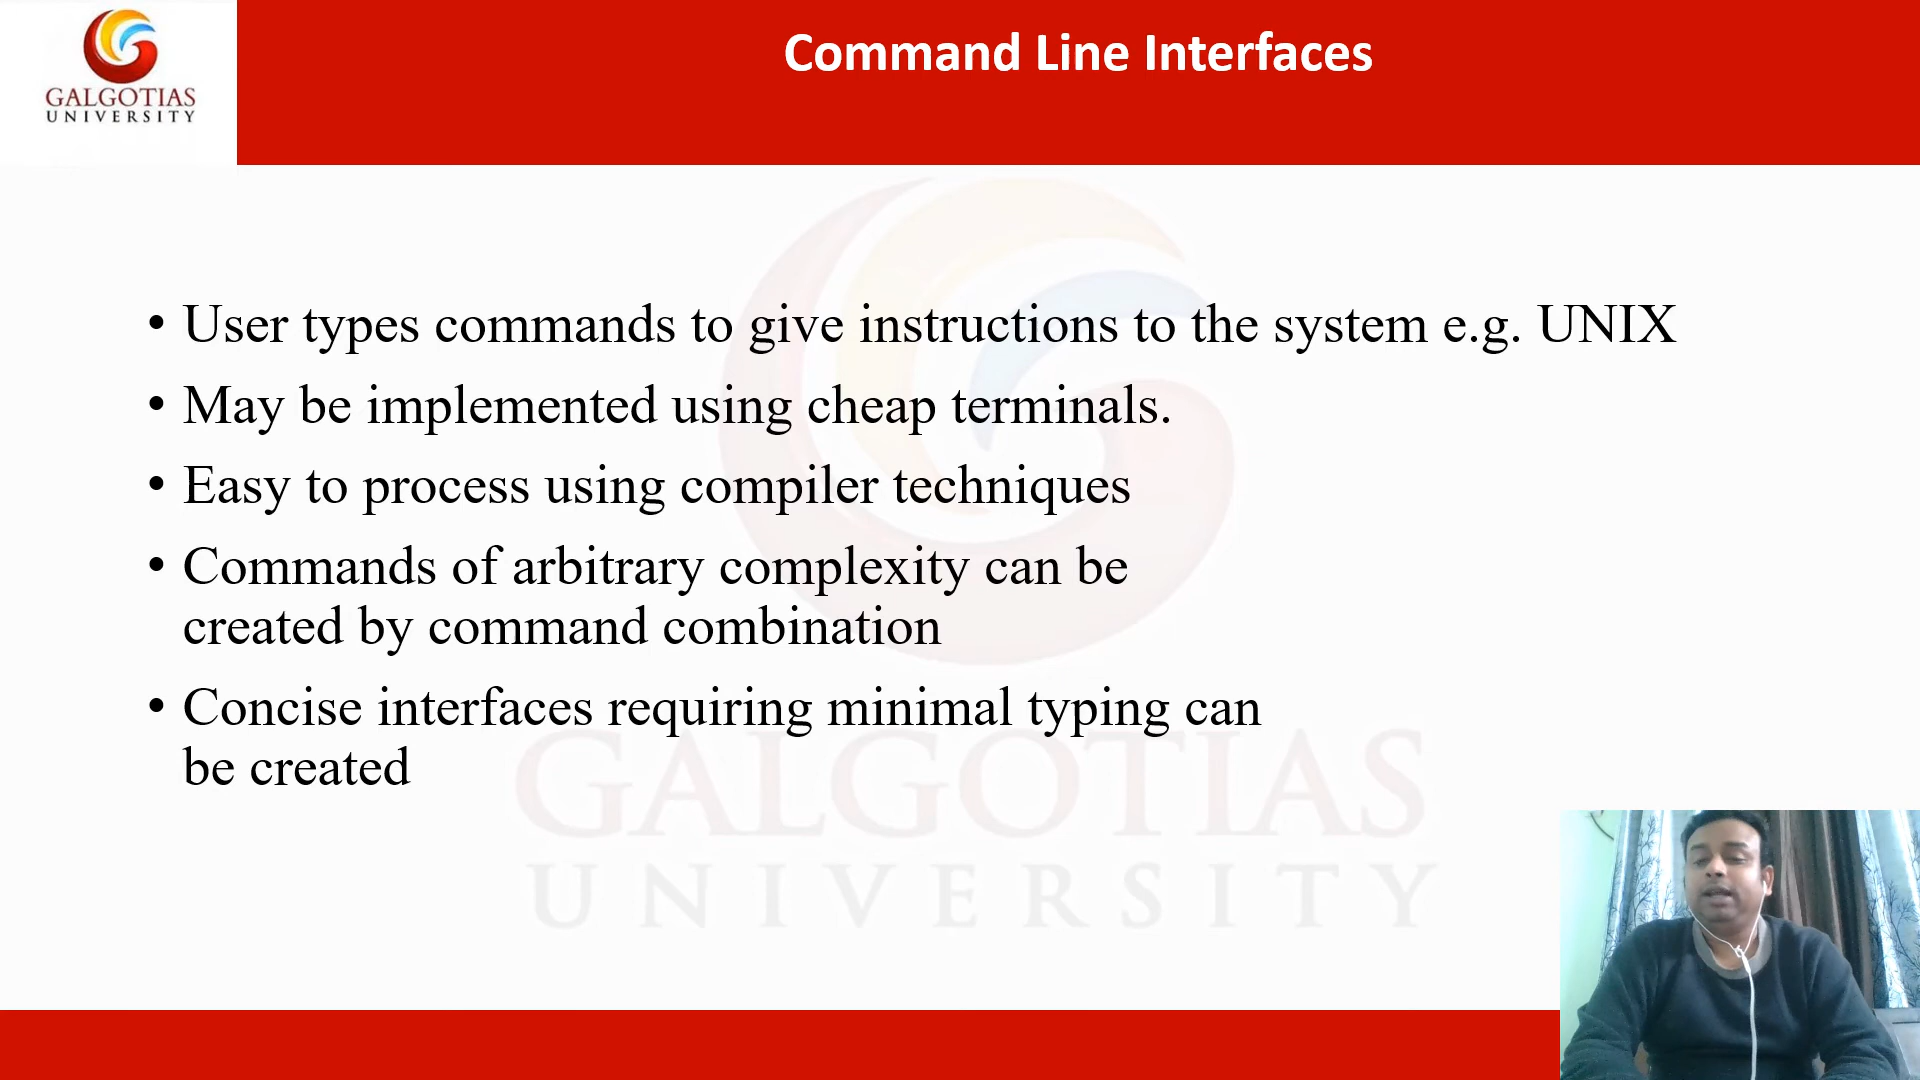 GALGOTIAS
UNIVERSITY
Command Line Interfaces
• User types commands to give instructions to the system e.g. UNIX
• May be implemented using cheap terminals.
• Easy to process using compiler techniques
• Commands of arbitrary complexity can be
created by command combination
• Concise interfaces requiring minimal typing can
be created
GALGOTIAS
UNIVERSITY